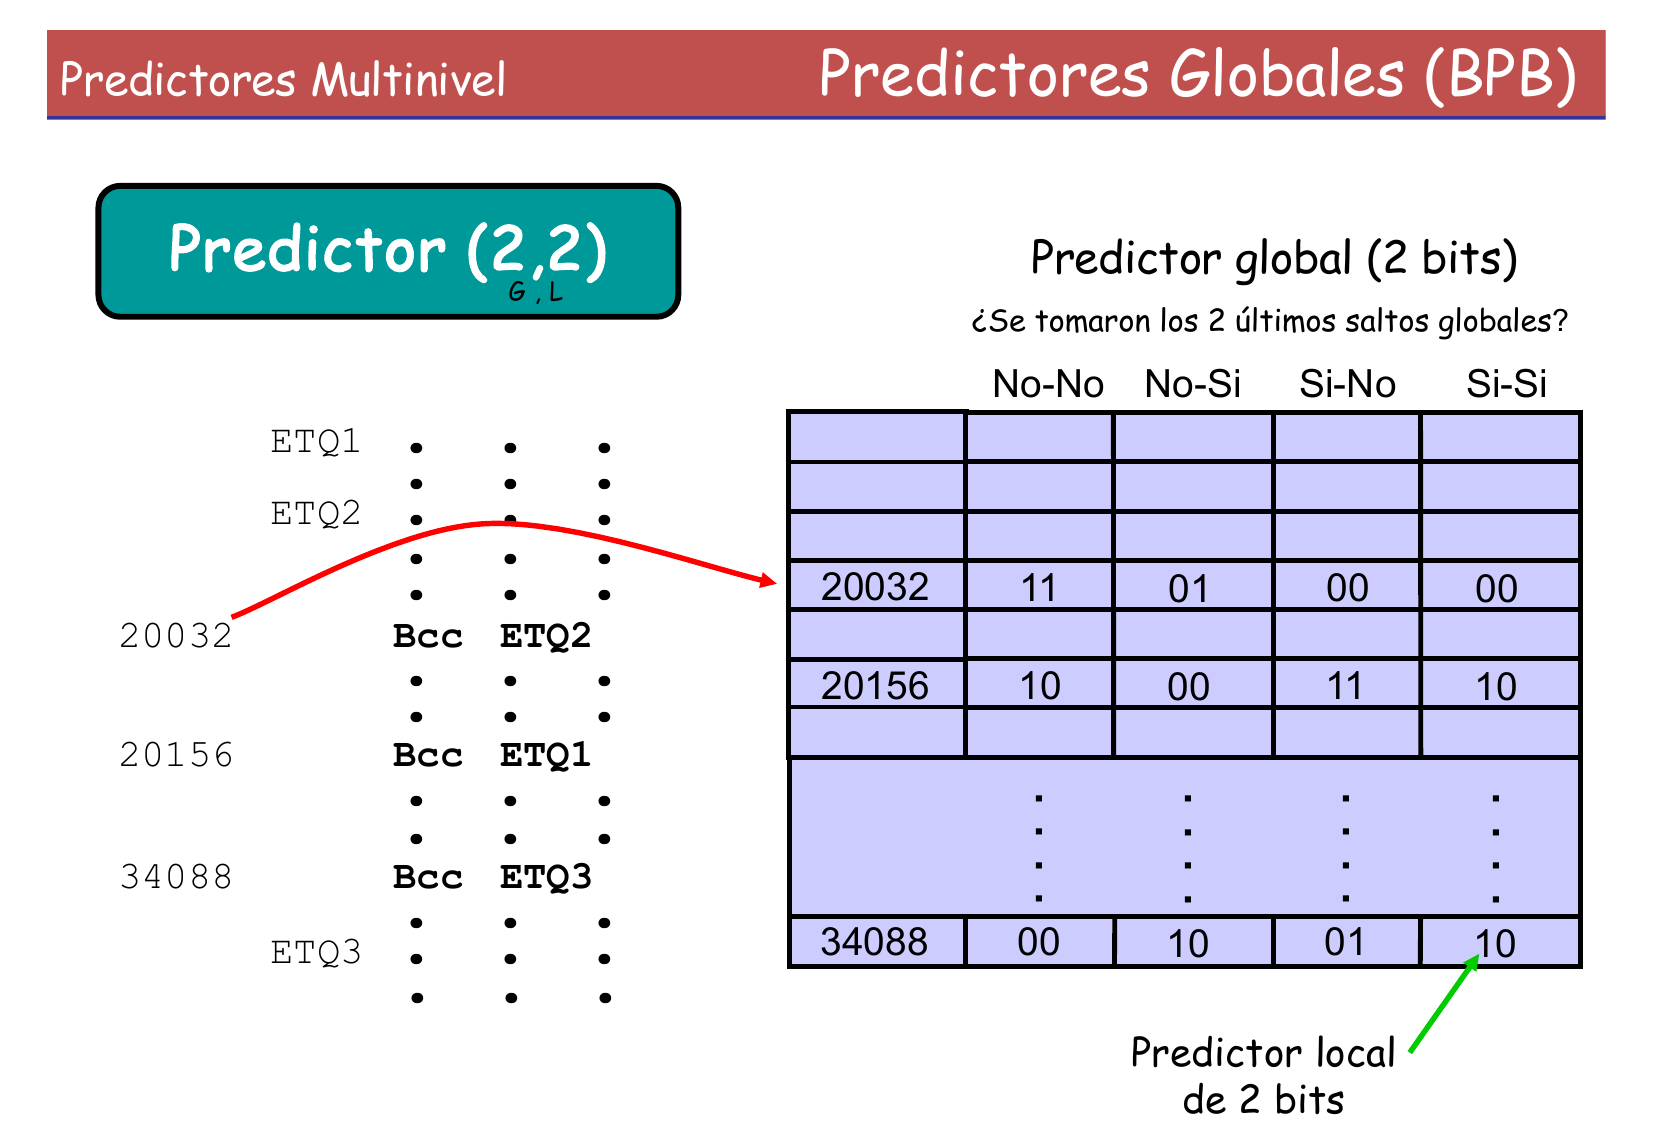 Predictores Multinivel
Predictores Globales (BPB)
Predictor (2,2)
G , L
Predictor global (2 bits)
¿Se tomaron los 2 últimos saltos globales?
No-No No-Si Si-No Si-Si
ETQ1
ETQ2
20032 Bcc ETQ2
20156 Bcc ETQ1
34088 Bcc ETQ3
ETQ3
20032 11 01 00 00
20156 10 00 11 10
34088 00 10 01 10
Predictor local
de 2 bits